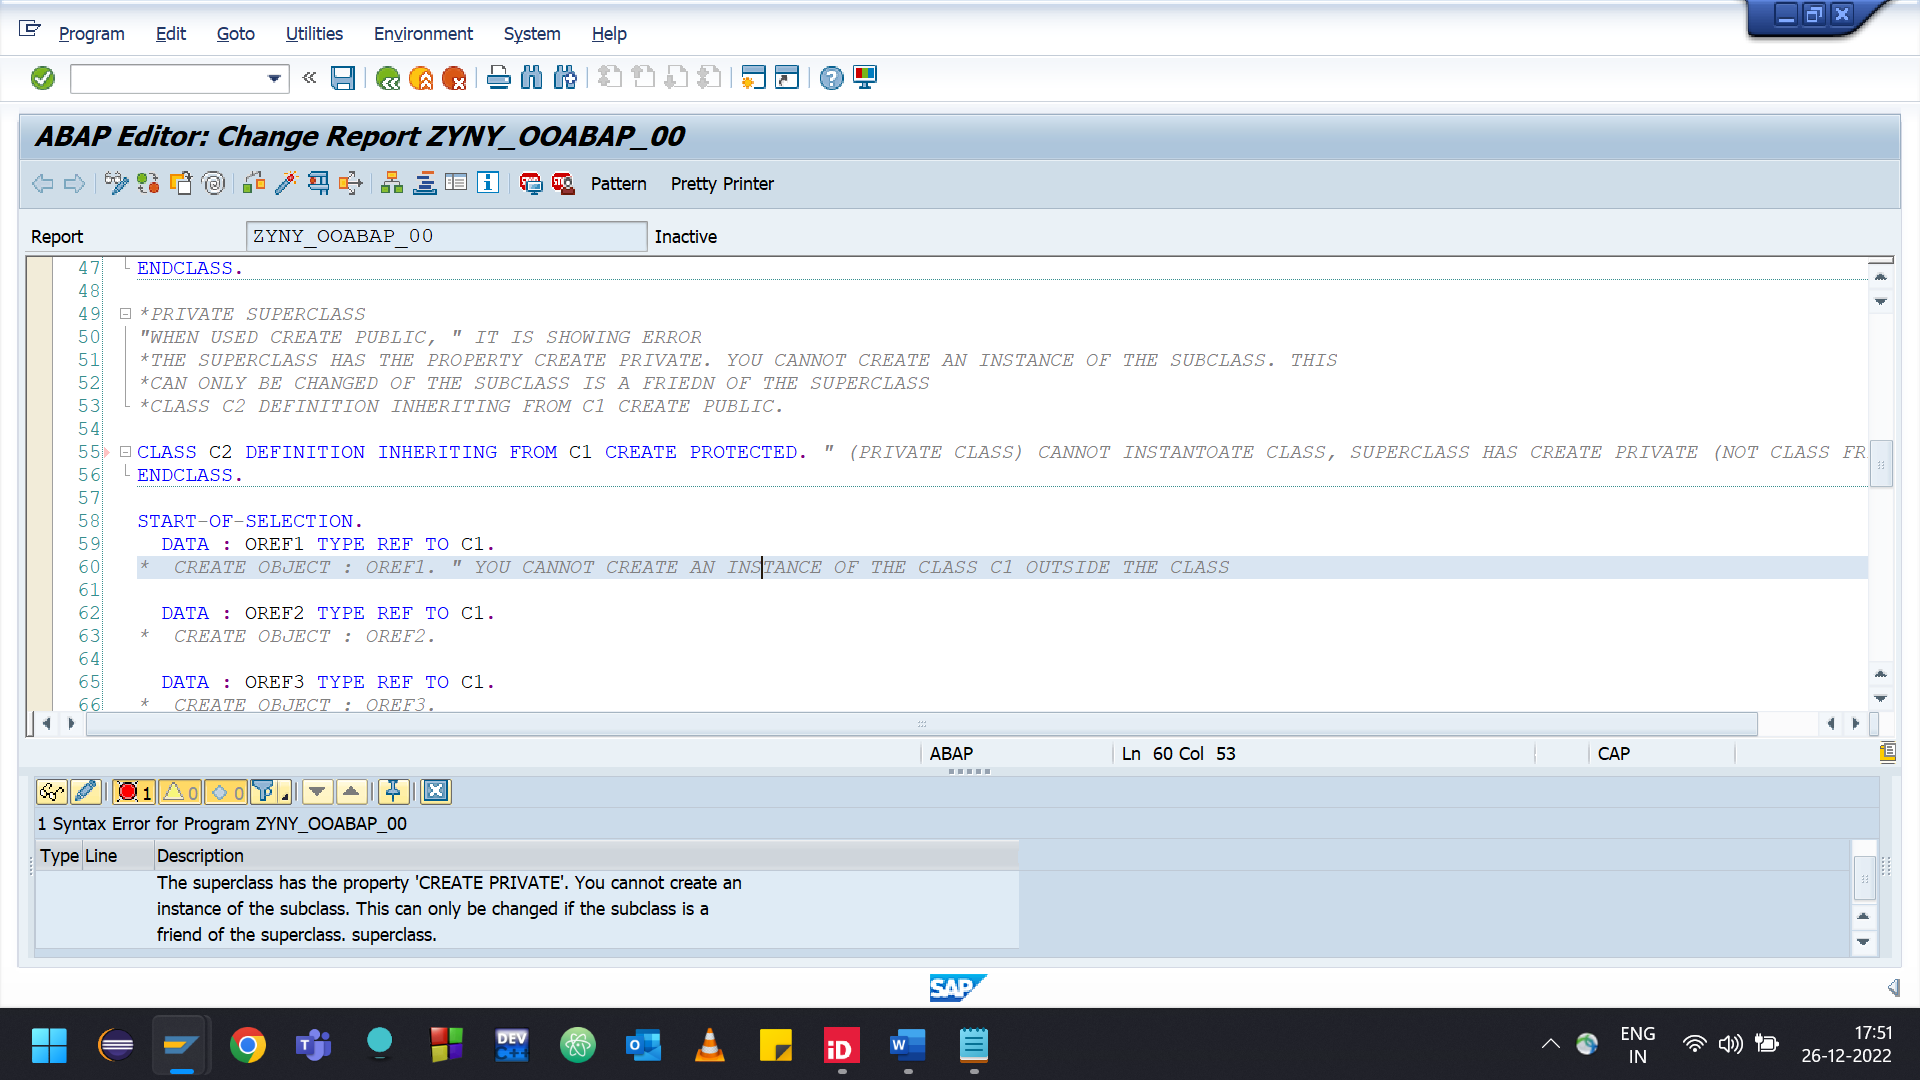 Program Edit Goto Utilities Environment System Help
ABAP Editor: Change Report ZYNY_OOABAP_00
Pattern Pretty Printer
Report ZYNY_OOABAP_00 Inactive
47 ENDCLASS.
48
49 *PRIVATE SUPERCLASS
50 "WHEN USED CREATE PUBLIC, " IT IS SHOWING ERROR
51 *THE SUPERCLASS HAS THE PROPERTY CREATE PRIVATE. YOU CANNOT CREATE AN INSTANCE OF THE SUBCLASS. THIS
52 *CAN ONLY BE CHANGED OF THE SUBCLASS IS A FRIEDN OF THE SUPERCLASS
53 *CLASS C2 DEFINITION INHERITING FROM C1 CREATE PUBLIC.
54
55 CLASS C2 DEFINITION INHERITING FROM C1 CREATE PROTECTED. " (PRIVATE CLASS) CANNOT INSTANTOATE CLASS, SUPERCLASS HAS CREATE PRIVATE (NOT CLASS FR
56 ENDCLASS.
57
58 START-OF-SELECTION.
59 DATA : OREF1 TYPE REF TO C1.
60 * CREATE OBJECT : OREF1. " YOU CANNOT CREATE AN INSTANCE OF THE CLASS C1 OUTSIDE THE CLASS
61
62 DATA : OREF2 TYPE REF TO C1.
63 * CREATE OBJECT : OREF2.
64
65 DATA : OREF3 TYPE REF TO C1.
66 * CREATE OBJECT : OREF3.
ABAP Ln 60 Col 53 CAP
1 0 0
1 Syntax Error for Program ZYNY_OOABAP_00
Type Line Description
The superclass has the property 'CREATE PRIVATE'. You cannot create an
instance of the subclass. This can only be changed if the subclass is a
friend of the superclass. superclass.
SAP
DEV C++
iD
ENG
IN
17:51
26-12-2022